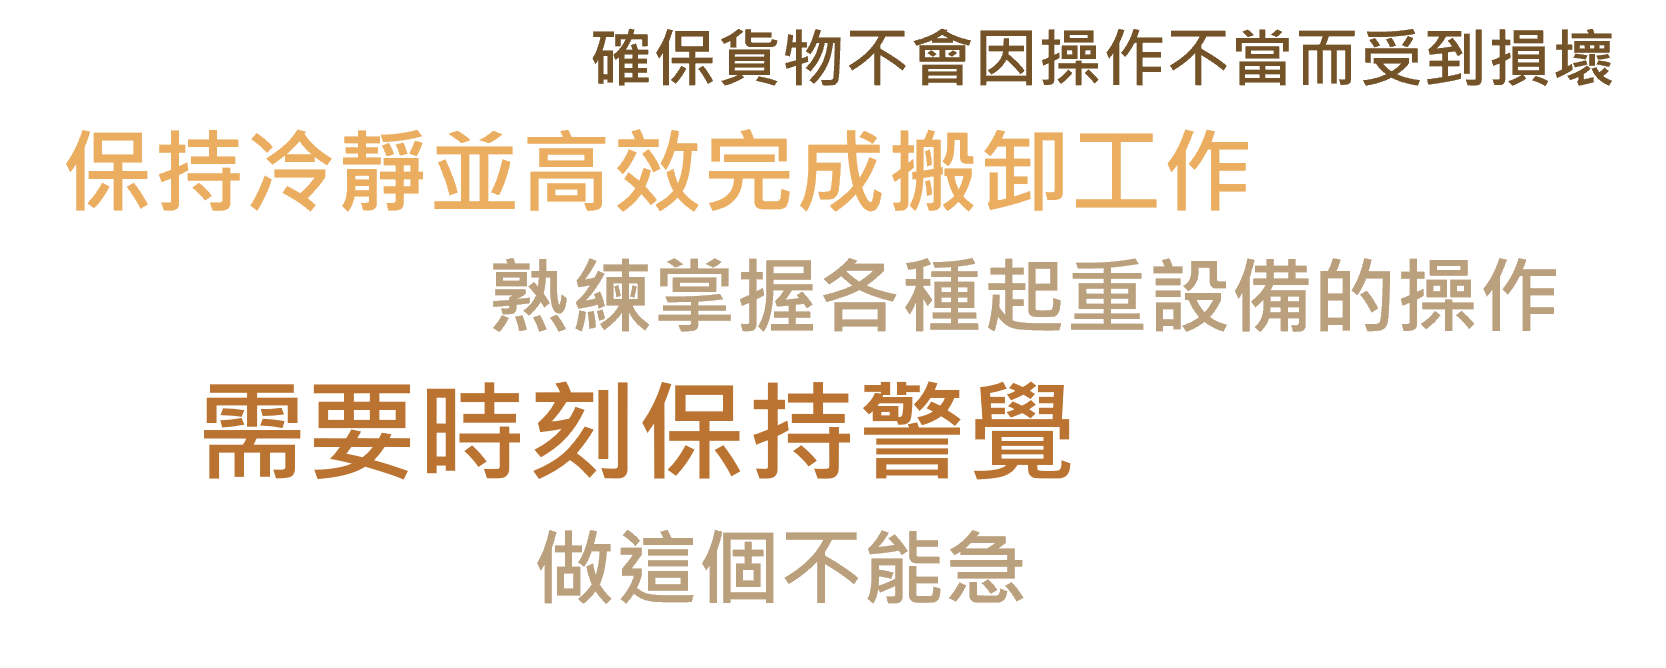 確保貨物不會因操作不當而受到損壞
保持冷靜並高效完成搬卸工作
熟練掌握各種起重設備的操作
需要時刻保持警覺
做這個不能急